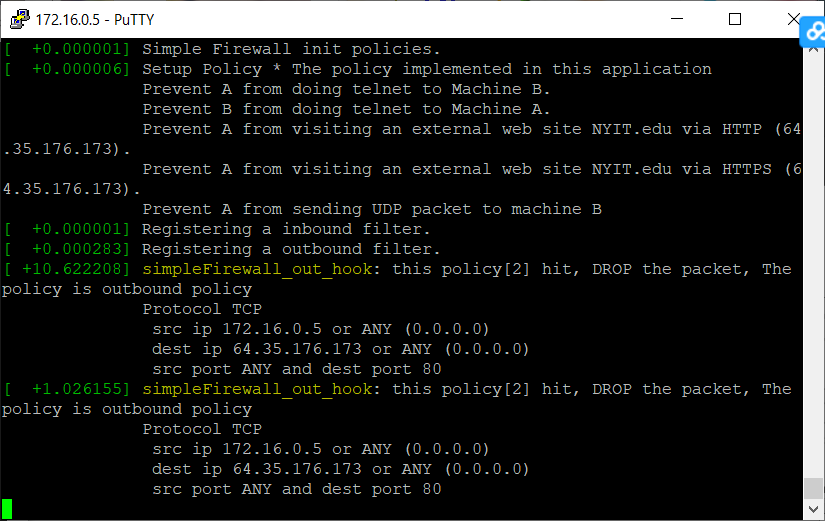 172.16.0.5 - PuTTY
[  +0.000001] Simple Firewall init policies.
[  +0.000006] Setup Policy * The policy implemented in this application
Prevent A from doing telnet to Machine B.
Prevent B from doing telnet to Machine A.
Prevent A from visiting an external web site NYIT.edu via HTTP (64
.35.176.173).
Prevent A from visiting an external web site NYIT.edu via HTTPS (6
4.35.176.173).
Prevent A from sending UDP packet to machine B
[  +0.000001] Registering a inbound filter.
[  +0.000283] Registering a outbound filter.
[ +10.622208] simpleFirewall_out_hook: this policy[2] hit, DROP the packet, The
policy is outbound policy
Protocol TCP
src ip 172.16.0.5 or ANY (0.0.0.0)
dest ip 64.35.176.173 or ANY (0.0.0.0)
src port ANY and dest port 80
[  +1.026155] simpleFirewall_out_hook: this policy[2] hit, DROP the packet, The
policy is outbound policy
Protocol TCP
src ip 172.16.0.5 or ANY (0.0.0.0)
dest ip 64.35.176.173 or ANY (0.0.0.0)
src port ANY and dest port 80